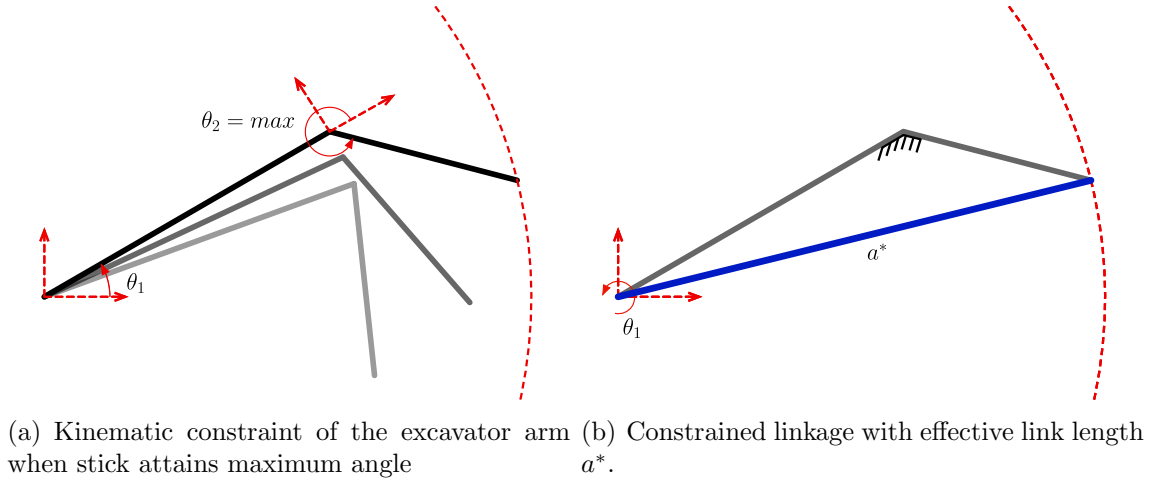 θ₂ = max
θ₁
a*
θ₁
(a) Kinematic constraint of the excavator arm
when stick attains maximum angle
(b) Constrained linkage with effective link length
a*.